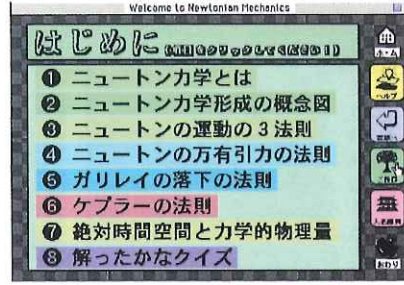 Welcome to Newtonian Mechanics
はじめに
❶ ニュートン力学とは
❷ ニュートン力学形成の概念図
❸ ニュートンの運動の3法則
❹ ニュートンの万有引力の法則
❺ ガリレイの落下の法則
❻ ケプラーの法則
❼ 絶対時間空間と力学的物理量
❽ 解ったかなクイズ
ホーム
ヘルプ
おわり